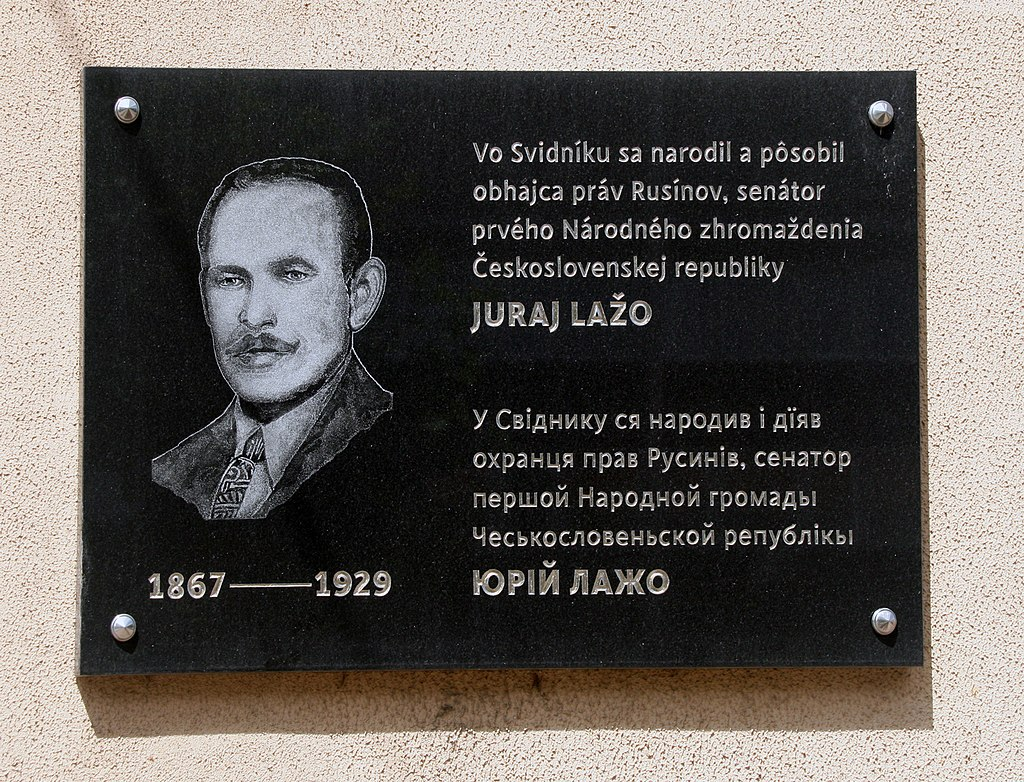 Vo Svidníku sa narodil a pôsobil
obhajca práv Rusínov, senátor
prvého Národného zhromaždenia
Československej republiky
JURAJ LAŽO
У Свіднику ся народив і дїяв
охранця прав Русинів, сенатор
першой Народной громады
Чеськословеньской републікы
ЮРІЙ ЛАЖО
1867——1929